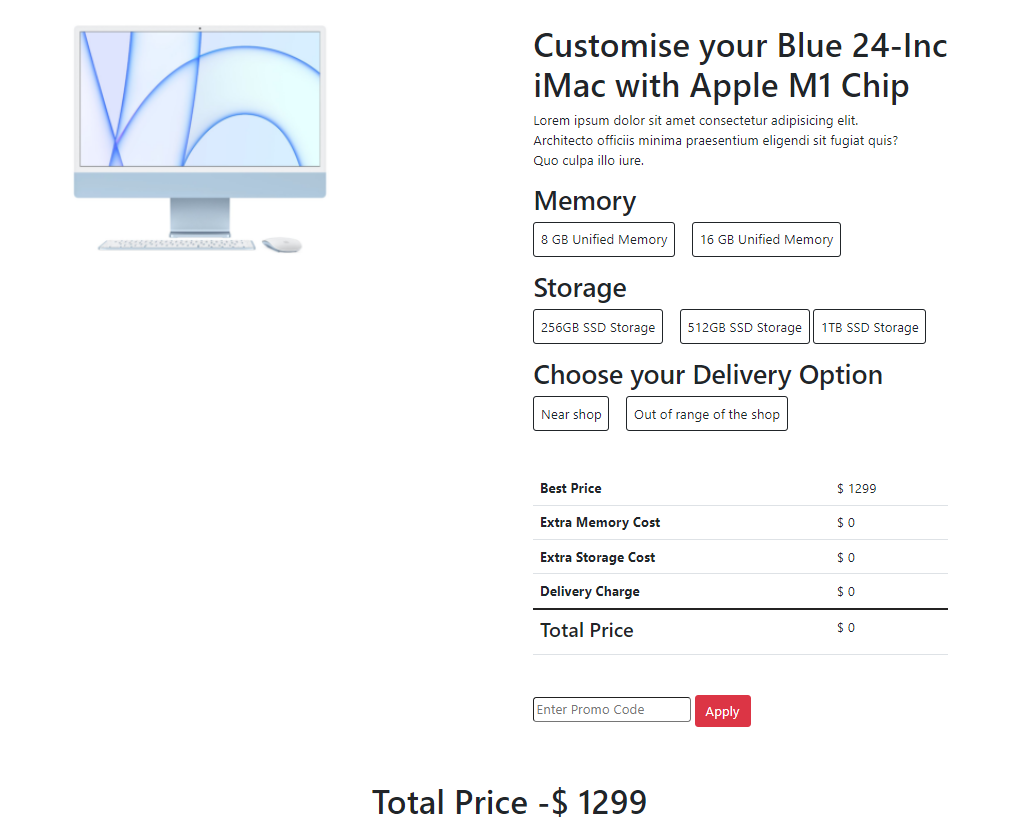 Customise your Blue 24-Inc
iMac with Apple M1 Chip
Lorem ipsum dolor sit amet consectetur adipisicing elit.
Architecto officiis minima praesentium eligendi sit fugiat quis?
Quo culpa illo iure.
Memory
8 GB Unified Memory 16 GB Unified Memory
Storage
256GB SSD Storage 512GB SSD Storage 1TB SSD Storage
Choose your Delivery Option
Near shop Out of range of the shop
Best Price $ 1299
Extra Memory Cost $ 0
Extra Storage Cost $ 0
Delivery Charge $ 0
Total Price $ 0
Enter Promo Code Apply
Total Price -$ 1299